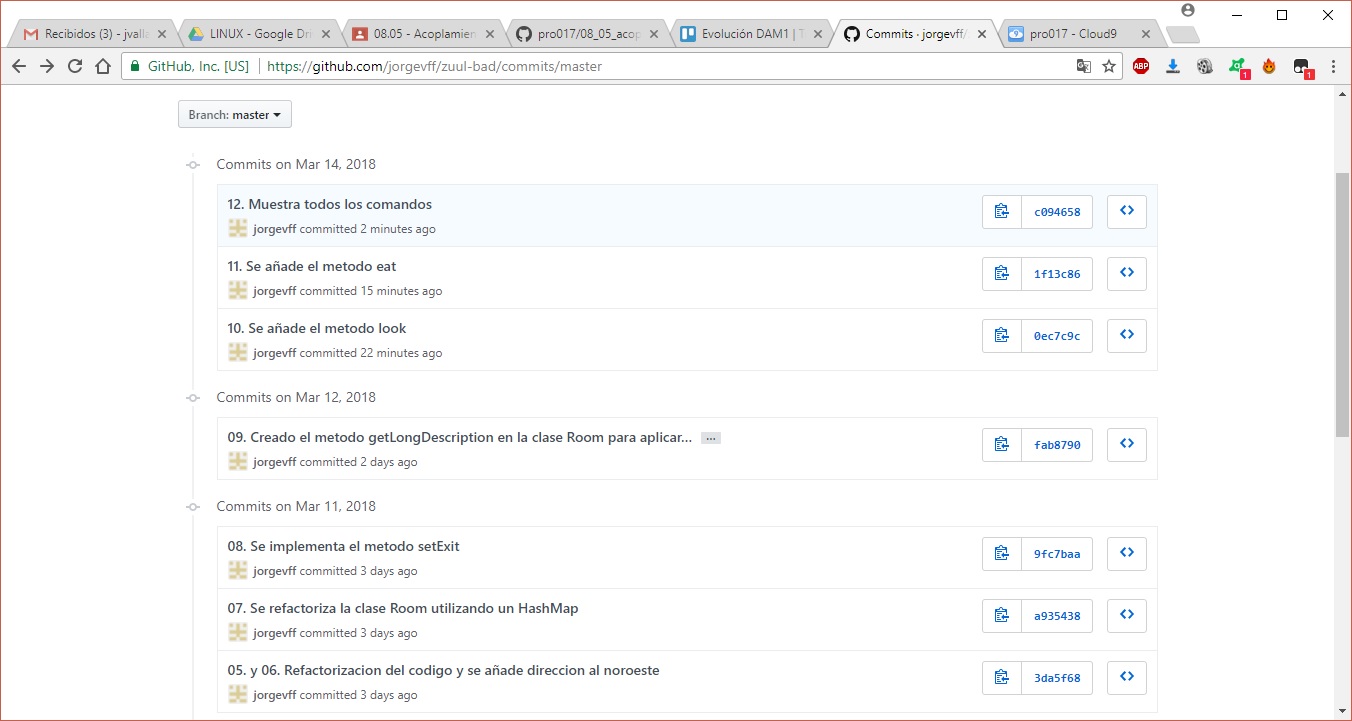 Recibidos (3) - jvalla
LINUX - Google Dri
08.05 - Acoplamien
pro017/08_05_acop
Evolución DAM1 | T
Commits · jorgevff/
pro017 - Cloud9
GitHub, Inc. [US]
https://github.com/jorgevff/zuul-bad/commits/master
ABP
1
1
Branch: master
Commits on Mar 14, 2018
12. Muestra todos los comandos
c094658
jorgevff committed 2 minutes ago
11. Se añade el metodo eat
1f13c86
jorgevff committed 15 minutes ago
10. Se añade el metodo look
0ec7c9c
jorgevff committed 22 minutes ago
Commits on Mar 12, 2018
09. Creado el metodo getLongDescription en la clase Room para aplicar... ...
fab8790
jorgevff committed 2 days ago
Commits on Mar 11, 2018
08. Se implementa el metodo setExit
9fc7baa
jorgevff committed 3 days ago
07. Se refactoriza la clase Room utilizando un HashMap
a935438
jorgevff committed 3 days ago
05. y 06. Refactorizacion del codigo y se añade direccion al noroeste
3da5f68
jorgevff committed 3 days ago